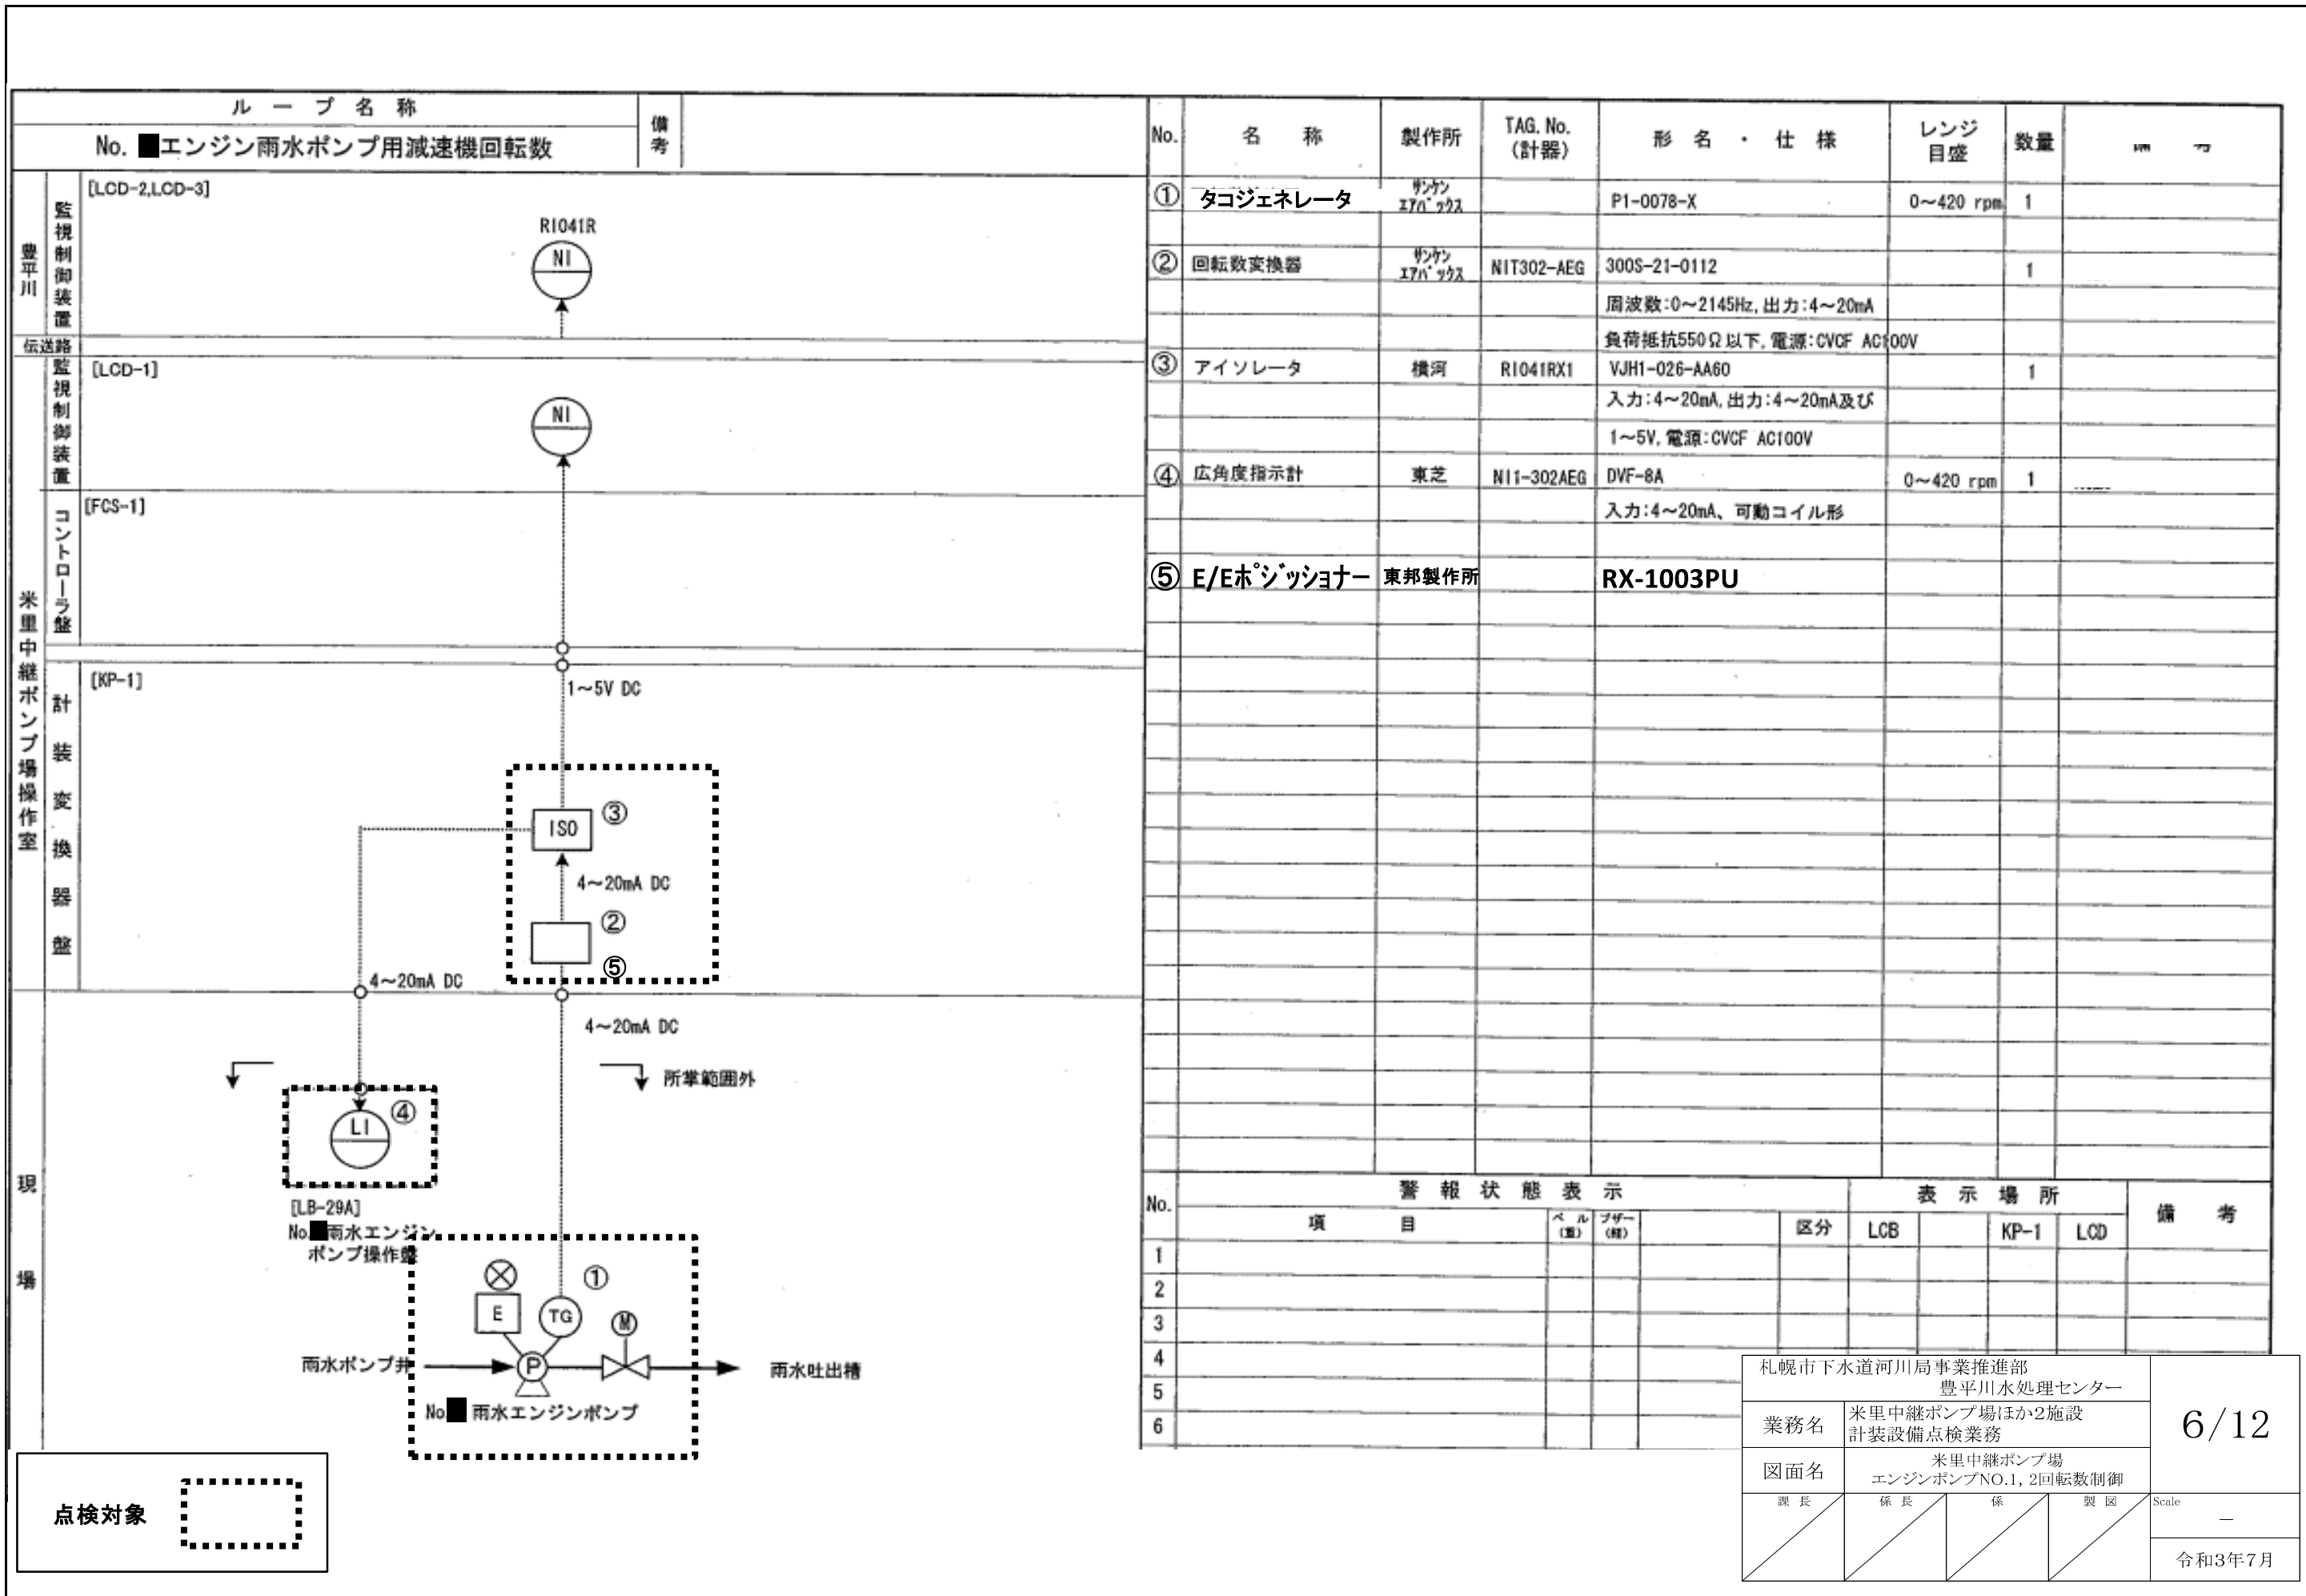 ループ名称
備考
No. ■エンジン雨水ポンプ用減速機回転数
豊平川
監視制御装置
[LCD-2,LCD-3]
RI041R
NI
伝送路
米里中継ポンプ場操作室
監視制御装置
[LCD-1]
NI
コントローラ盤
[FCS-1]
計装変換器盤
[KP-1]
1～5V DC
ISO
③
4～20mA DC
②
⑤
4～20mA DC
4～20mA DC
所掌範囲外
現場
LI
④
[LB-29A]
No.■雨水エンジン
ポンプ操作盤
①
E
TG
M
P
雨水ポンプ井
雨水吐出槽
No■ 雨水エンジンポンプ
点検対象
No. 名称 製作所 TAG. No. (計器) 形名・仕様 レンジ目盛 数量
① タコジェネレータ サンケン エアパックス P1-0078-X 0～420 rpm 1
② 回転数変換器 サンケン エアパックス NIT302-AEG 300S-21-0112 1
周波数:0～2145Hz, 出力:4～20mA
負荷抵抗550Ω以下, 電源:CVCF AC100V
③ アイソレータ 横河 RI041RX1 VJH1-026-AA60 1
入力:4～20mA, 出力:4～20mA及び
1～5V, 電源:CVCF AC100V
④ 広角度指示計 東芝 NI1-302AEG DVF-8A 0～420 rpm 1
入力:4～20mA、可動コイル形
⑤ E/Eポジッショナー 東邦製作所 RX-1003PU
No. 警報状態表示 表示場所 備考
項目 ベル(重) ブザー(軽) 区分 LCB KP-1 LCD
1
2
3
4
5
6
札幌市下水道河川局事業推進部
豊平川水処理センター
6/12
業務名 米里中継ポンプ場ほか2施設
計装設備点検業務
図面名 米里中継ポンプ場
エンジンポンプNO.1, 2回転数制御
課長 係長 係 製図 Scale
—
令和3年7月